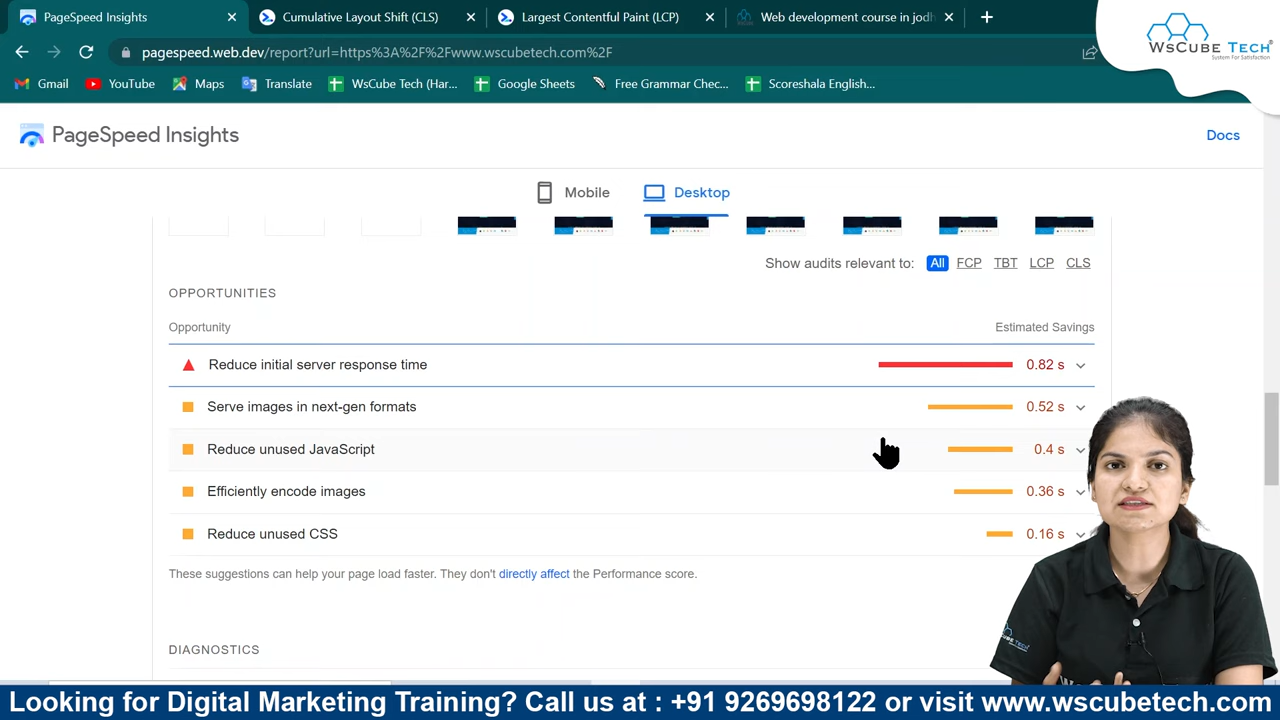 PageSpeed Insights
Cumulative Layout Shift (CLS)
Largest Contentful Paint (LCP)
Web development course in jodh
WsCUBE TECH
System For Satisfaction
pagespeed.web.dev/report?url=https%3A%2F%2Fwww.wscubetech.com%2F
Gmail
YouTube
Maps
Translate
WsCube Tech (Har...
Google Sheets
Free Grammar Chec...
Scoreshala English...
PageSpeed Insights
Docs
Mobile
Desktop
Show audits relevant to: All FCP TBT LCP CLS
OPPORTUNITIES
Opportunity Estimated Savings
Reduce initial server response time 0.82 s
Serve images in next-gen formats 0.52 s
Reduce unused JavaScript 0.4 s
Efficiently encode images 0.36 s
Reduce unused CSS 0.16 s
These suggestions can help your page load faster. They don't directly affect the Performance score.
DIAGNOSTICS
Looking for Digital Marketing Training? Call us at : +91 9269698122 or visit www.wscubetech.com